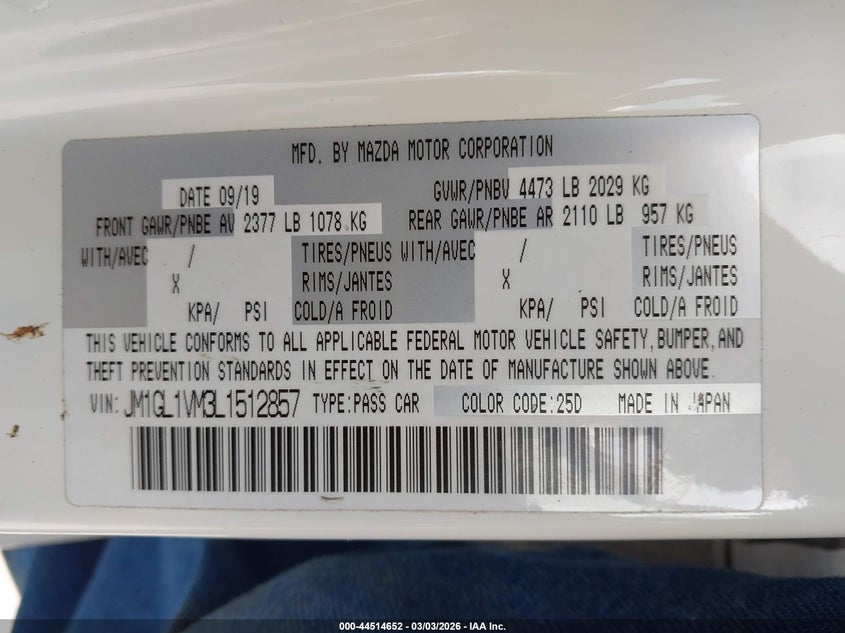 MFD. BY MAZDA MOTOR CORPORATION
DATE 09/19 GVWR/PNBV 4473 LB 2029 KG
FRONT GAWR/PNBE AV 2377 LB 1078 KG REAR GAWR/PNBE AR 2110 LB 957 KG
WITH/AVEC / TIRES/PNEUS WITH/AVEC / TIRES/PNEUS
X RIMS/JANTES X RIMS/JANTES
KPA/ PSI COLD/A FROID KPA/ PSI COLD/A FROID
THIS VEHICLE CONFORMS TO ALL APPLICABLE FEDERAL MOTOR VEHICLE SAFETY, BUMPER, AND
THEFT PREVENTION STANDARDS IN EFFECT ON THE DATE OF MANUFACTURE SHOWN ABOVE.
VIN: JM1GL1VM3L1512857 TYPE:PASS CAR COLOR CODE:25D MADE IN JAPAN
000-44514652 - 03/03/2026 - IAA Inc.